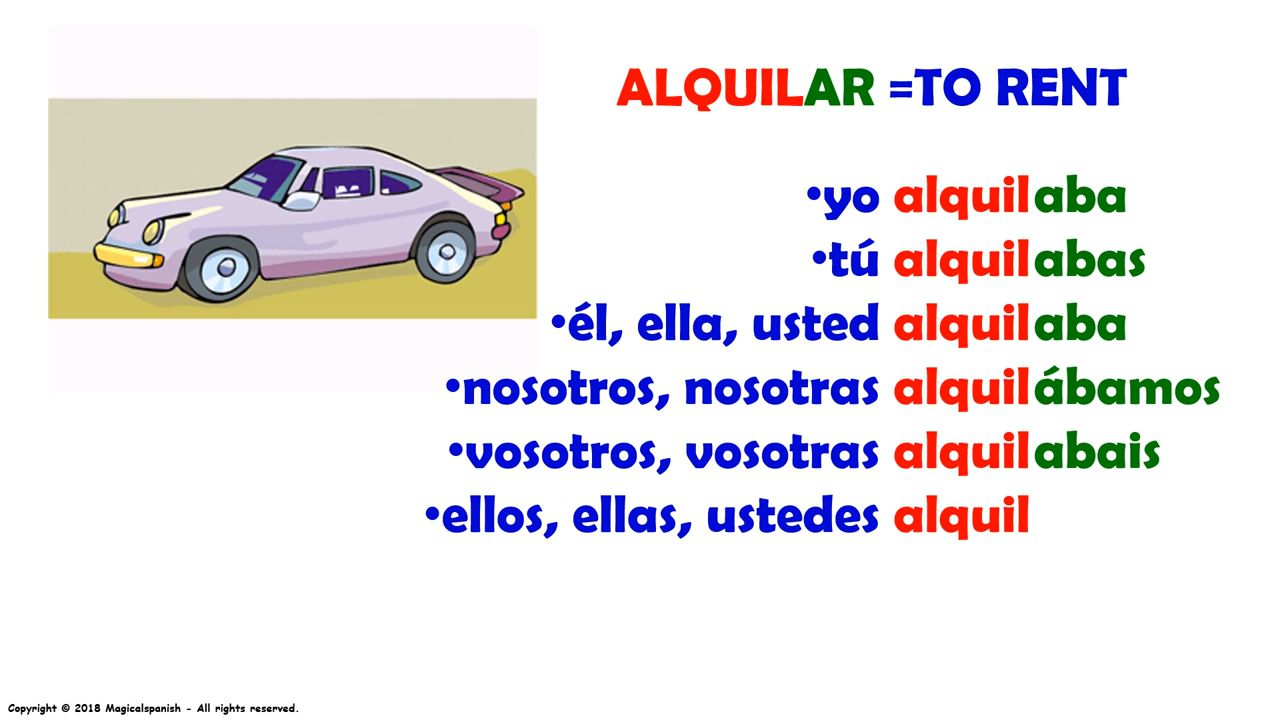 ALQUILAR =TO RENT
•yo alquilaba
•tú alquilabas
•él, ella, usted alquilaba
•nosotros, nosotras alquilábamos
•vosotros, vosotras alquilabais
•ellos, ellas, ustedes alquil
Copyright © 2018 Magicalspanish - All rights reserved.